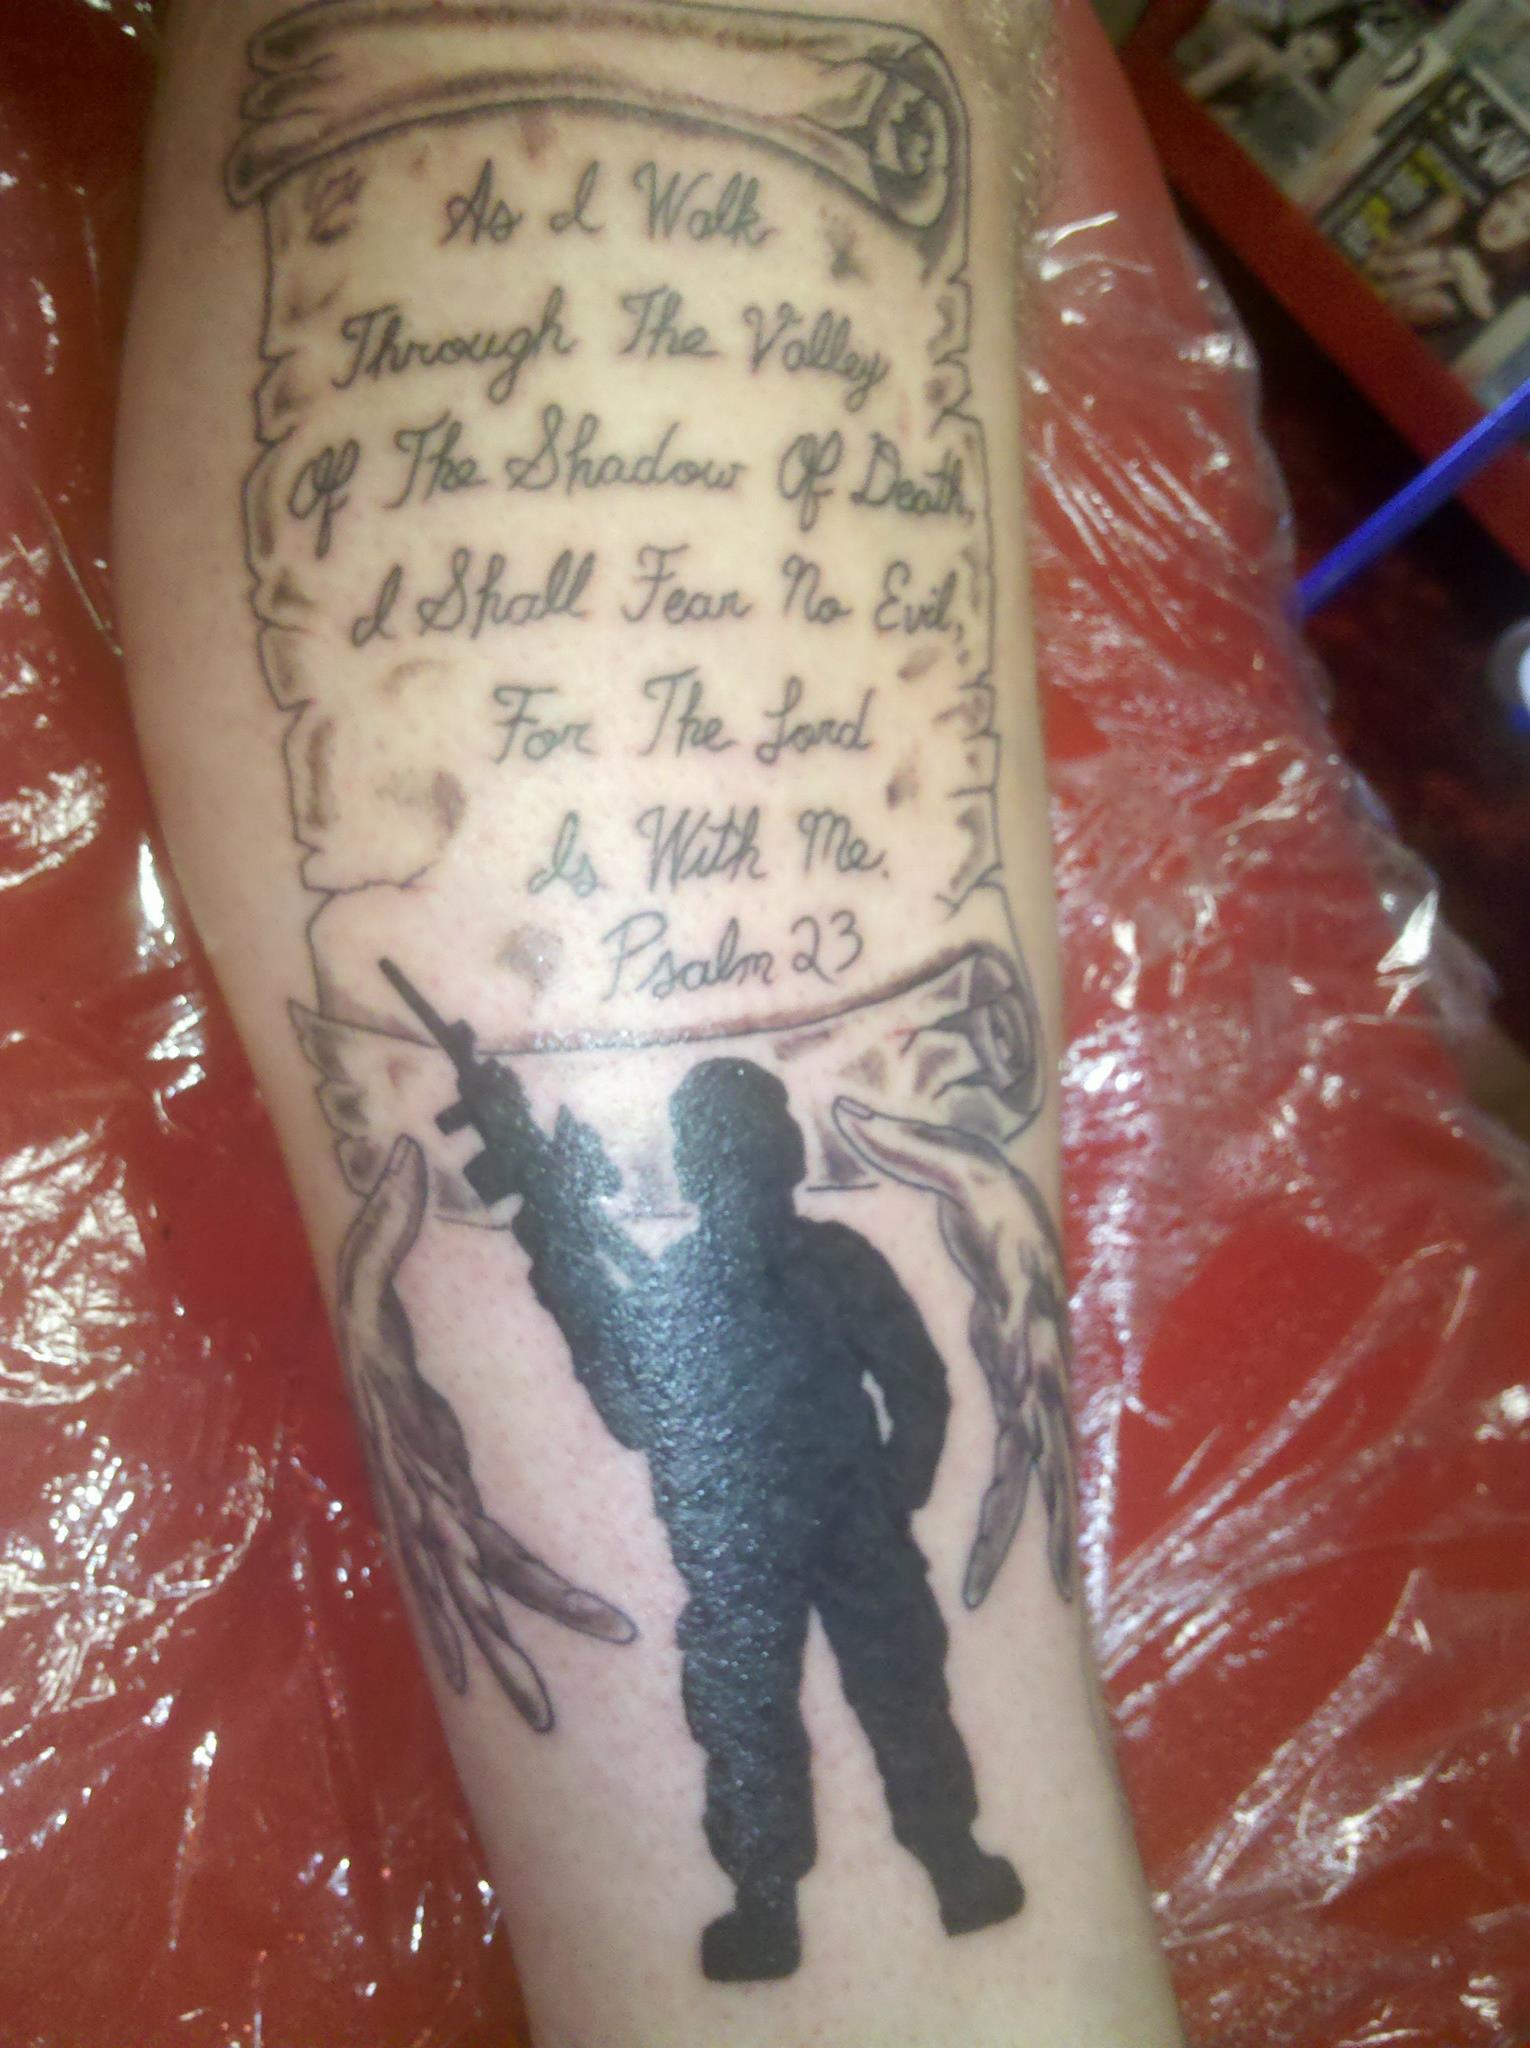 As I Walk
Through The Valley
Of The Shadow Of Death,
I Shall Fear No Evil,
For The Lord
Is With Me.
Psalm 23